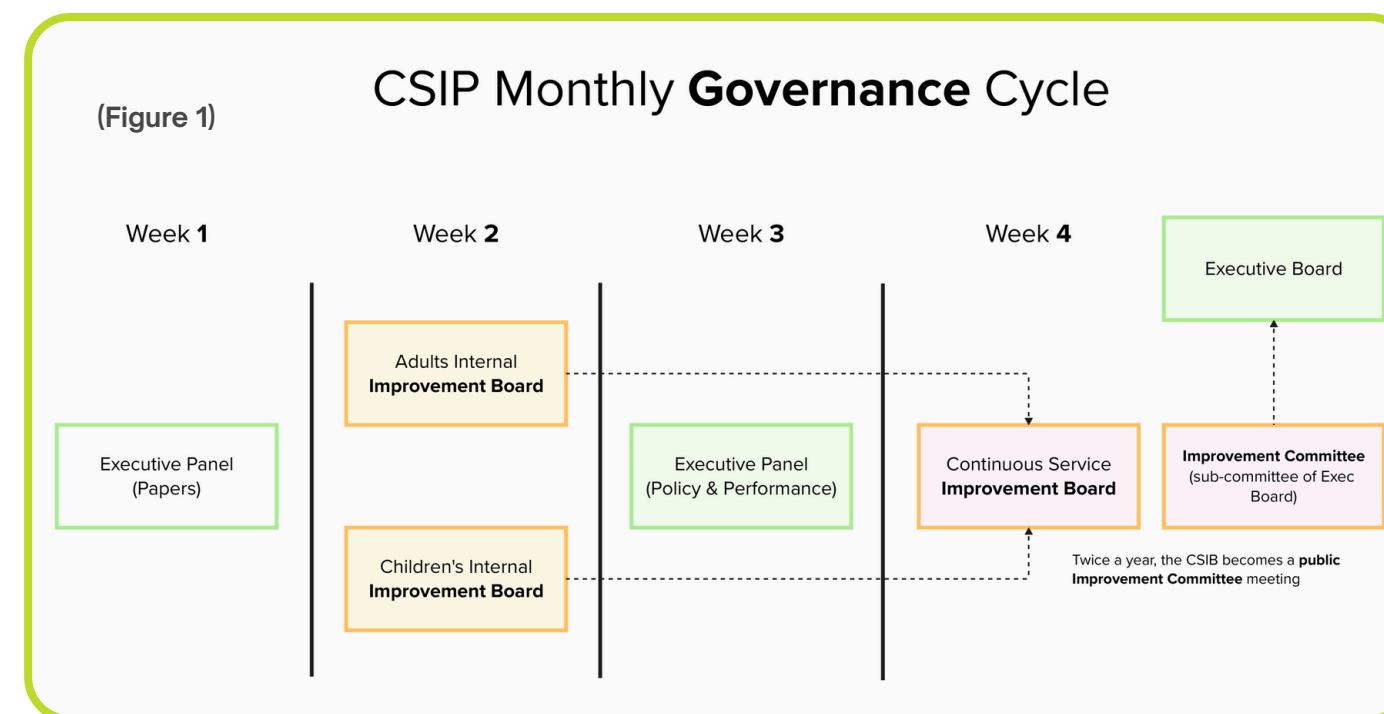 CSIP Monthly Governance Cycle
(Figure 1)
Week 1
Week 2
Week 3
Week 4
Executive Board
Adults Internal
Improvement Board
Executive Panel
(Papers)
Executive Panel
(Policy & Performance)
Continuous Service
Improvement Board
Improvement Committee
(sub-committee of Exec
Board)
Children's Internal
Improvement Board
Twice a year, the CSIB becomes a public
Improvement Committee meeting